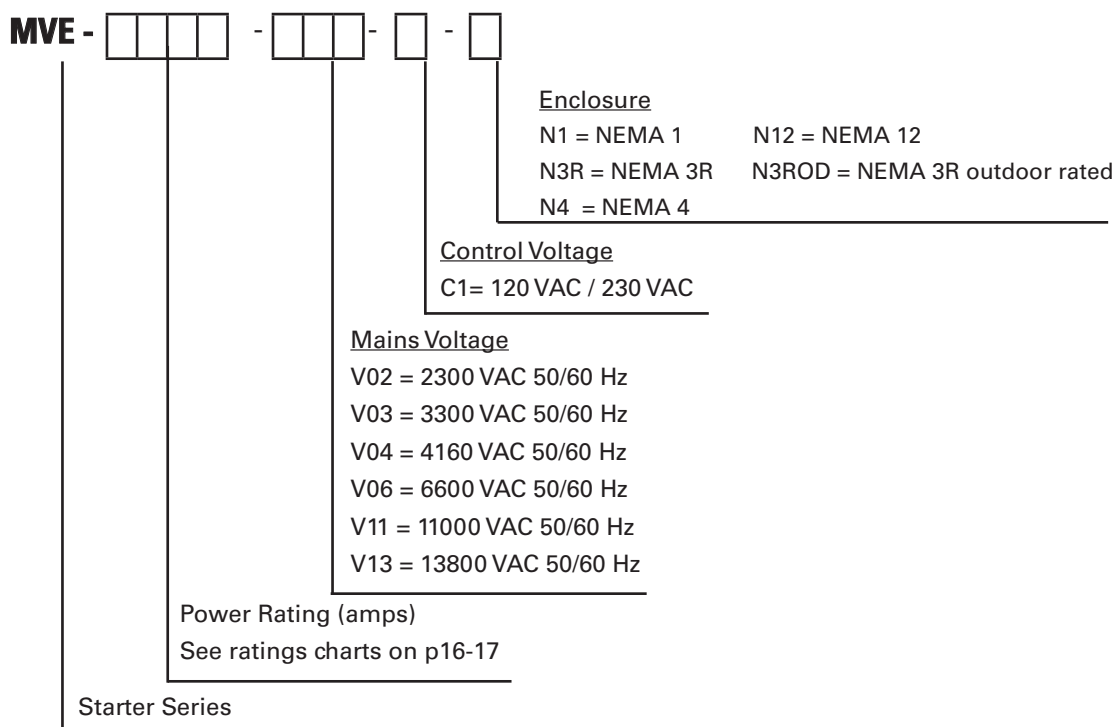 MVE - - - -
Enclosure
N1 = NEMA 1 N12 = NEMA 12
N3R = NEMA 3R N3ROD = NEMA 3R outdoor rated
N4 = NEMA 4
Control Voltage
C1= 120 VAC / 230 VAC
Mains Voltage
V02 = 2300 VAC 50/60 Hz
V03 = 3300 VAC 50/60 Hz
V04 = 4160 VAC 50/60 Hz
V06 = 6600 VAC 50/60 Hz
V11 = 11000 VAC 50/60 Hz
V13 = 13800 VAC 50/60 Hz
Power Rating (amps)
See ratings charts on p16-17
Starter Series